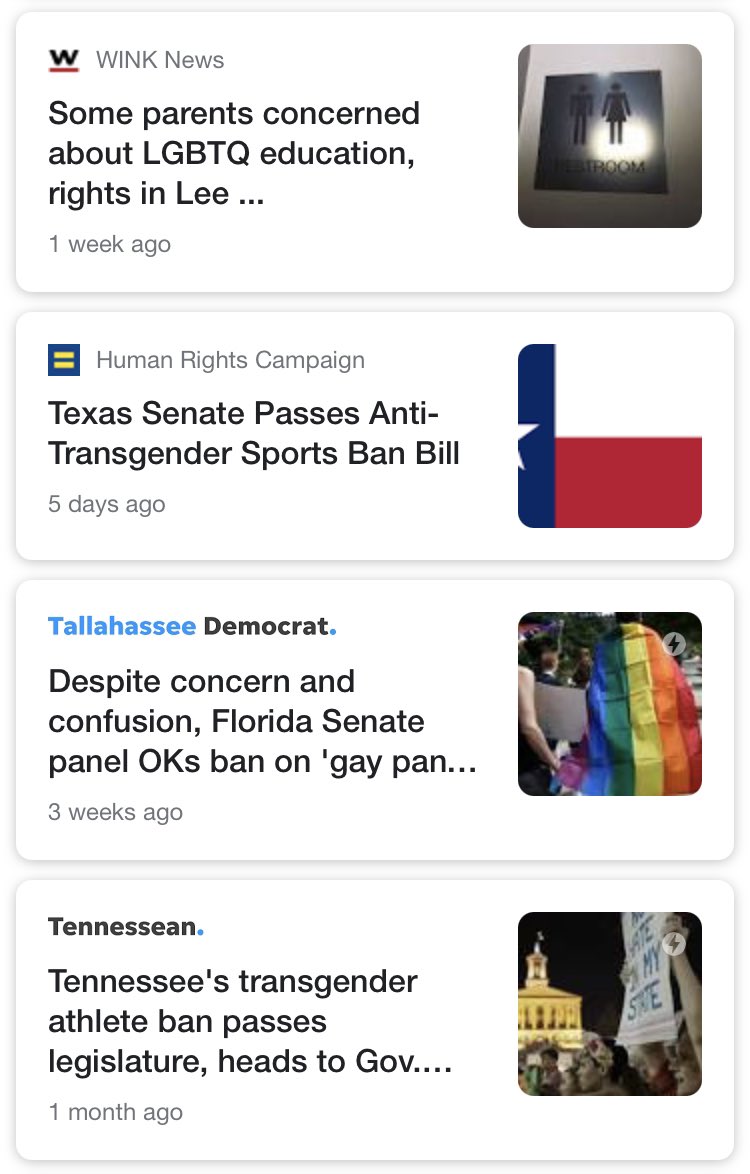 W WINK News
Some parents concerned
about LGBTQ education,
rights in Lee ...
1 week ago
RESTROOM
Human Rights Campaign
Texas Senate Passes Anti-
Transgender Sports Ban Bill
5 days ago
Tallahassee Democrat.
Despite concern and
confusion, Florida Senate
panel OKs ban on 'gay pan...
3 weeks ago
Tennessean.
Tennessee's transgender
athlete ban passes
legislature, heads to Gov....
1 month ago
HATE
MY
STATE